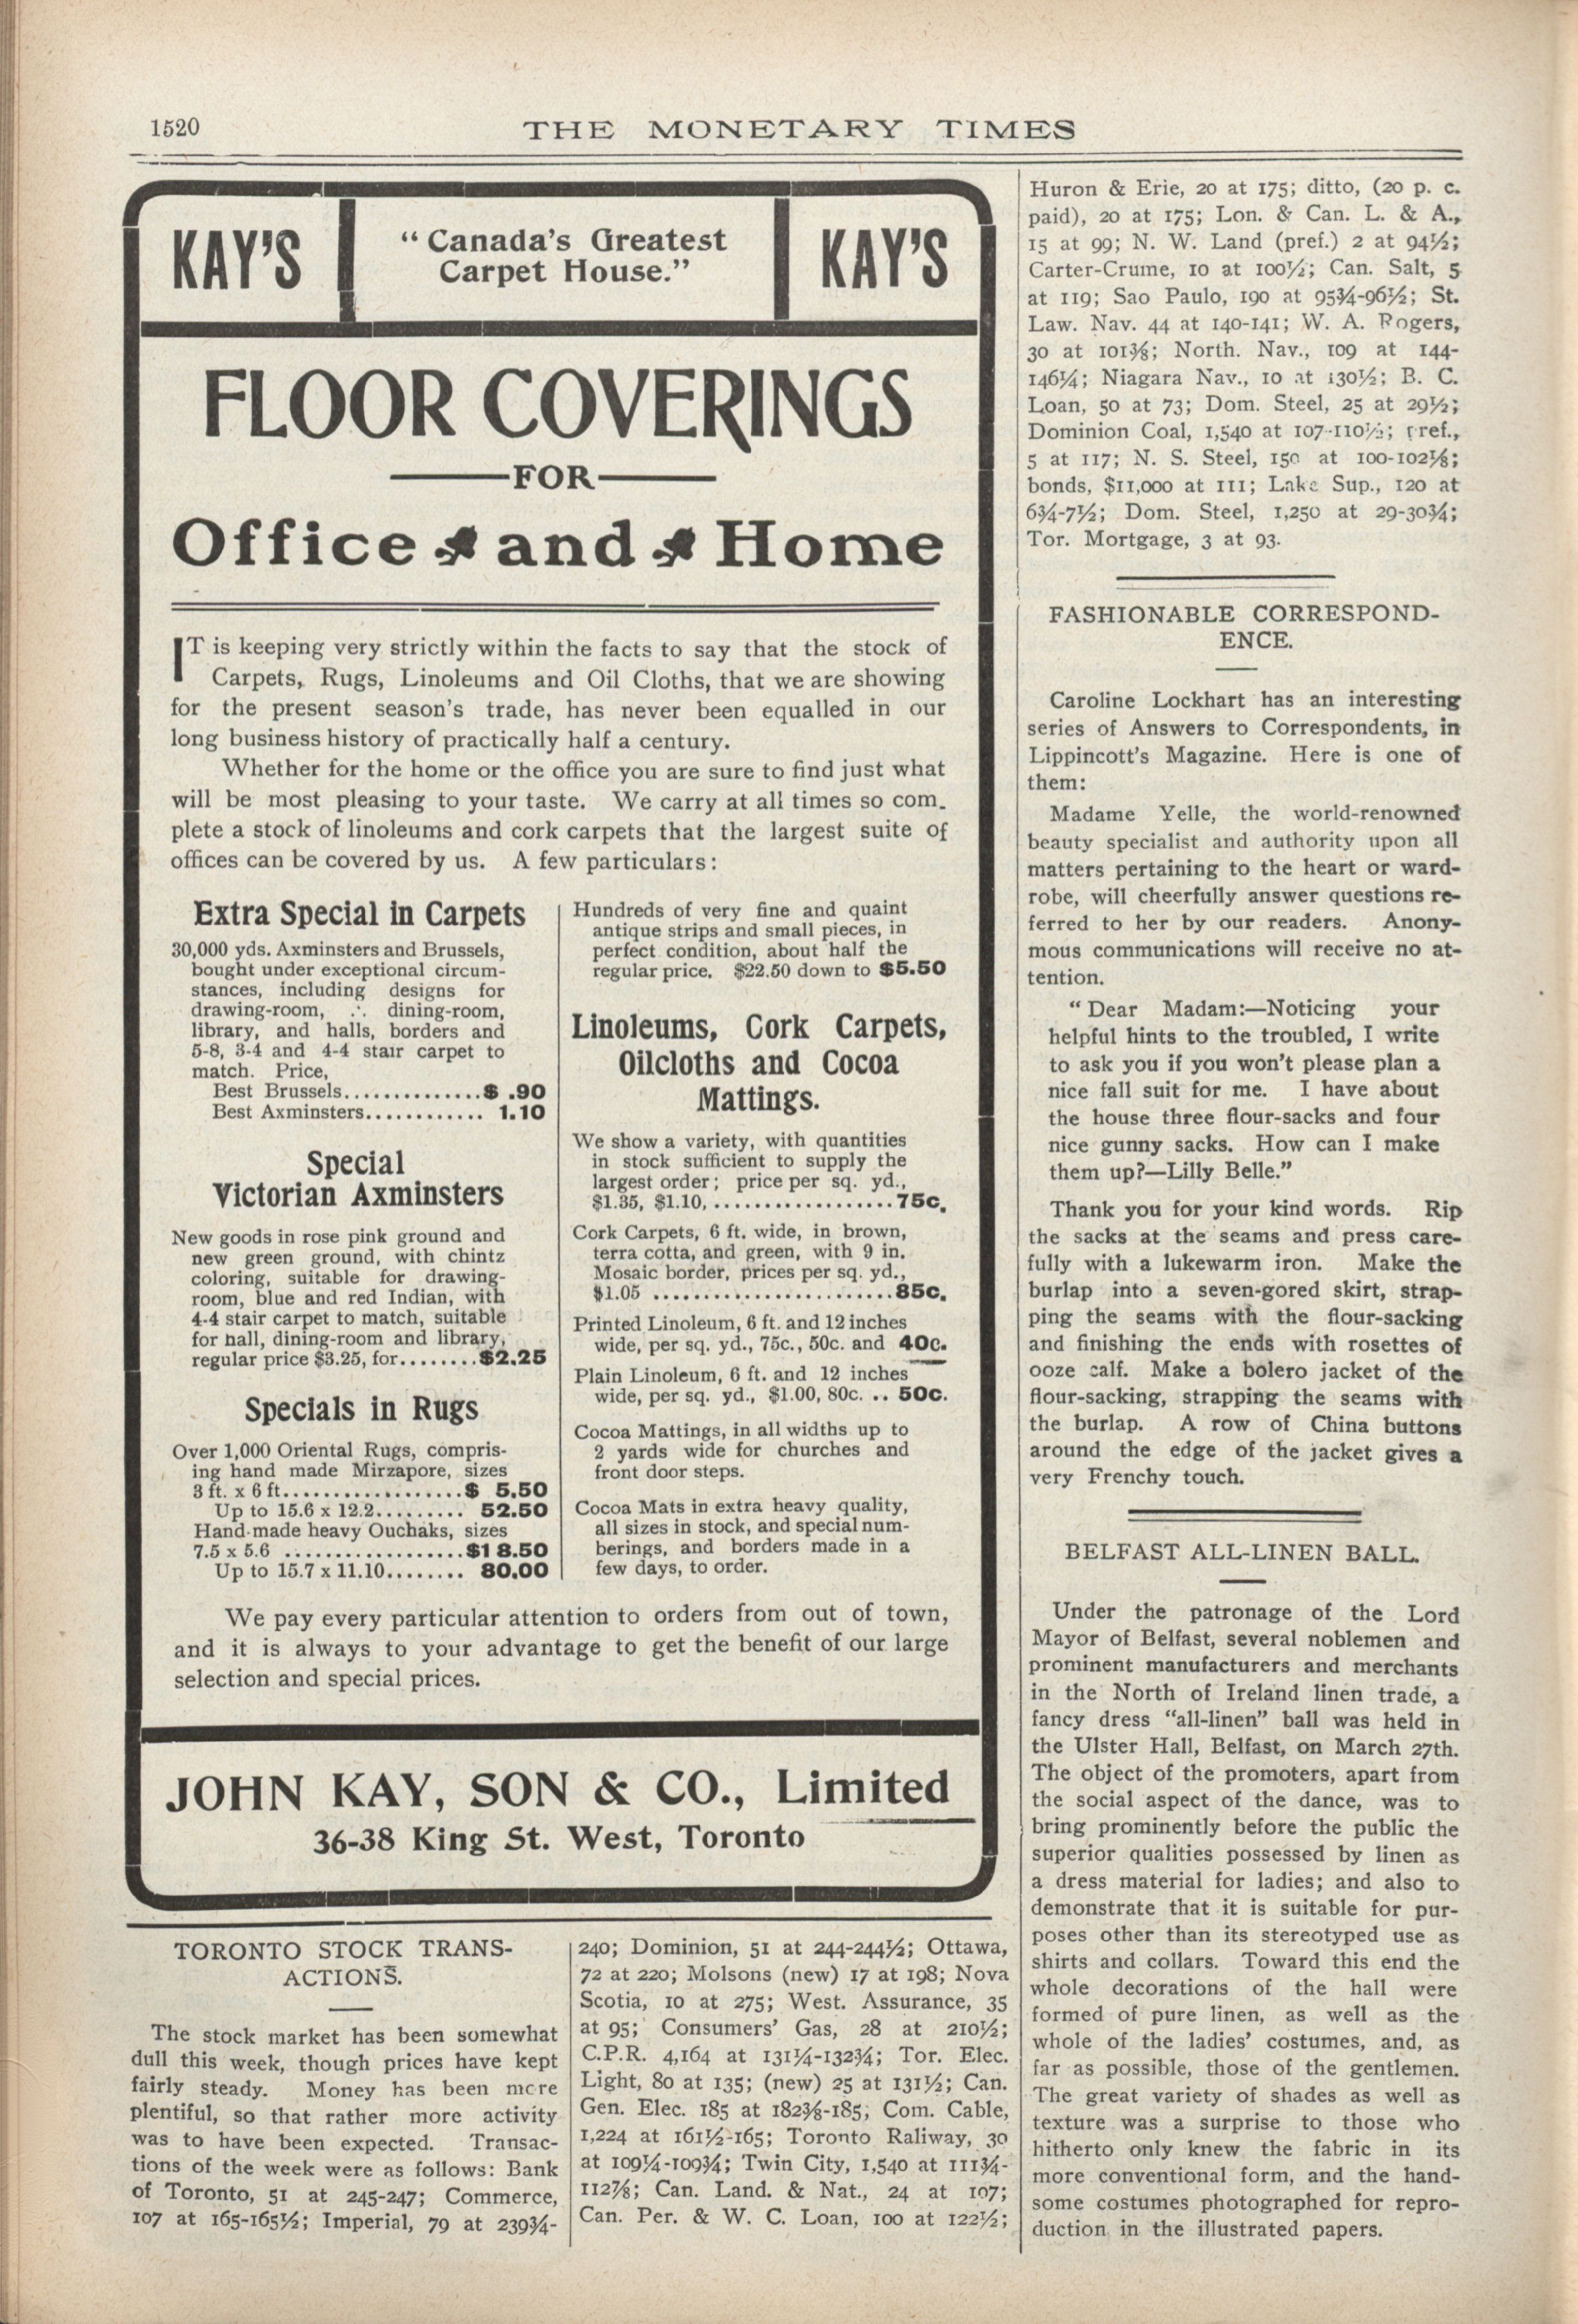 1520
THE MONETARY TIMES
KAY'S
"Canada's Greatest
Carpet House."
KAY'S
FLOOR COVERINGS
FOR
Office and Home
IT is keeping very strictly within the facts to say that the stock of
Carpets, Rugs, Linoleums and Oil Cloths, that we are showing
for the present season's trade, has never been equalled in our
long business history of practically half a century.
Whether for the home or the office you are sure to find just what
will be most pleasing to your taste. We carry at all times so com-
plete a stock of linoleums and cork carpets that the largest suite of
offices can be covered by us. A few particulars:
Extra Special in Carpets
30,000 yds. Axminsters and Brussels,
bought under exceptional circum-
stances, including designs for
drawing-room, dining-room,
library, and halls, borders and
5-8, 3-4 and 4-4 stair carpet to
match. Price,
Best Brussels..............$ .90
Best Axminsters............ 1.10
Special
Victorian Axminsters
New goods in rose pink ground and
new green ground, with chintz
coloring, suitable for drawing-
room, blue and red Indian, with
4-4 stair carpet to match, suitable
for hall, dining-room and library,
regular price $3.25, for........$2.25
Specials in Rugs
Over 1,000 Oriental Rugs, compris-
ing hand made Mirzapore, sizes
3 ft. x 6 ft..................$ 5.50
Up to 15.6 x 12.2......... 52.50
Hand-made heavy Ouchaks, sizes
7.5 x 5.6 ..................$18.50
Up to 15.7 x 11.10........ 80.00
Hundreds of very fine and quaint
antique strips and small pieces, in
perfect condition, about half the
regular price. $22.50 down to $5.50
Linoleums, Cork Carpets,
Oilcloths and Cocoa
Mattings.
We show a variety, with quantities
in stock sufficient to supply the
largest order; price per sq. yd.,
$1.35, $1.10, ..................75c.
Cork Carpets, 6 ft. wide, in brown,
terra cotta, and green, with 9 in.
Mosaic border, prices per sq. yd.,
$1.05 ........................85c.
Printed Linoleum, 6 ft. and 12 inches
wide, per sq. yd., 75c., 50c. and 40c.
Plain Linoleum, 6 ft. and 12 inches
wide, per sq. yd., $1.00, 80c. .. 50c.
Cocoa Mattings, in all widths up to
2 yards wide for churches and
front door steps.
Cocoa Mats in extra heavy quality,
all sizes in stock, and special num-
berings, and borders made in a
few days, to order.
We pay every particular attention to orders from out of town,
and it is always to your advantage to get the benefit of our large
selection and special prices.
JOHN KAY, SON & CO., Limited
36-38 King St. West, Toronto
TORONTO STOCK TRANS-
ACTIONS.
The stock market has been somewhat
dull this week, though prices have kept
fairly steady. Money has been more
plentiful, so that rather more activity
was to have been expected. Transac-
tions of the week were as follows: Bank
of Toronto, 51 at 245-247; Commerce,
107 at 165-165½; Imperial, 79 at 239¾-
240; Dominion, 51 at 244-244½; Ottawa,
72 at 220; Molsons (new) 17 at 198; Nova
Scotia, 10 at 275; West. Assurance, 35
at 95; Consumers' Gas, 28 at 210½;
C.P.R. 4,164 at 131¼-132¾; Tor. Elec.
Light, 80 at 135; (new) 25 at 131½; Can.
Gen. Elec. 185 at 182⅜-185; Com. Cable,
1,224 at 161½-165; Toronto Raliway, 30
at 109¼-109¾; Twin City, 1,540 at 111¾-
112⅞; Can. Land. & Nat., 24 at 107;
Can. Per. & W. C. Loan, 100 at 122½;
Huron & Erie, 20 at 175; ditto, (20 p. c.
paid), 20 at 175; Lon. & Can. L. & A.,
15 at 99; N. W. Land (pref.) 2 at 94½;
Carter-Crume, 10 at 100½; Can. Salt, 5
at 119; Sao Paulo, 190 at 95¾-96½; St.
Law. Nav. 44 at 140-141; W. A. Rogers,
30 at 101⅜; North. Nav., 109 at 144-
146¼; Niagara Nav., 10 at 130½; B. C.
Loan, 50 at 73; Dom. Steel, 25 at 29½;
Dominion Coal, 1,540 at 107-110½; pref.,
5 at 117; N. S. Steel, 150 at 100-102⅛;
bonds, $11,000 at 111; Lake Sup., 120 at
6¾-7½; Dom. Steel, 1,250 at 29-30¾;
Tor. Mortgage, 3 at 93.
FASHIONABLE CORRESPOND-
ENCE.
Caroline Lockhart has an interesting
series of Answers to Correspondents, in
Lippincott's Magazine. Here is one of
them:
Madame Yelle, the world-renowned
beauty specialist and authority upon all
matters pertaining to the heart or ward-
robe, will cheerfully answer questions re-
ferred to her by our readers. Anony-
mous communications will receive no at-
tention.
"Dear Madam:—Noticing your
helpful hints to the troubled, I write
to ask you if you won't please plan a
nice fall suit for me. I have about
the house three flour-sacks and four
nice gunny sacks. How can I make
them up?—Lilly Belle."
Thank you for your kind words. Rip
the sacks at the seams and press care-
fully with a lukewarm iron. Make the
burlap into a seven-gored skirt, strap-
ping the seams with the flour-sacking
and finishing the ends with rosettes of
ooze calf. Make a bolero jacket of the
flour-sacking, strapping the seams with
the burlap. A row of China buttons
around the edge of the jacket gives a
very Frenchy touch.
BELFAST ALL-LINEN BALL.
Under the patronage of the Lord
Mayor of Belfast, several noblemen and
prominent manufacturers and merchants
in the North of Ireland linen trade, a
fancy dress "all-linen" ball was held in
the Ulster Hall, Belfast, on March 27th.
The object of the promoters, apart from
the social aspect of the dance, was to
bring prominently before the public the
superior qualities possessed by linen as
a dress material for ladies; and also to
demonstrate that it is suitable for pur-
poses other than its stereotyped use as
shirts and collars. Toward this end the
whole decorations of the hall were
formed of pure linen, as well as the
whole of the ladies' costumes, and, as
far as possible, those of the gentlemen.
The great variety of shades as well as
texture was a surprise to those who
hitherto only knew the fabric in its
more conventional form, and the hand-
some costumes photographed for repro-
duction in the illustrated papers.